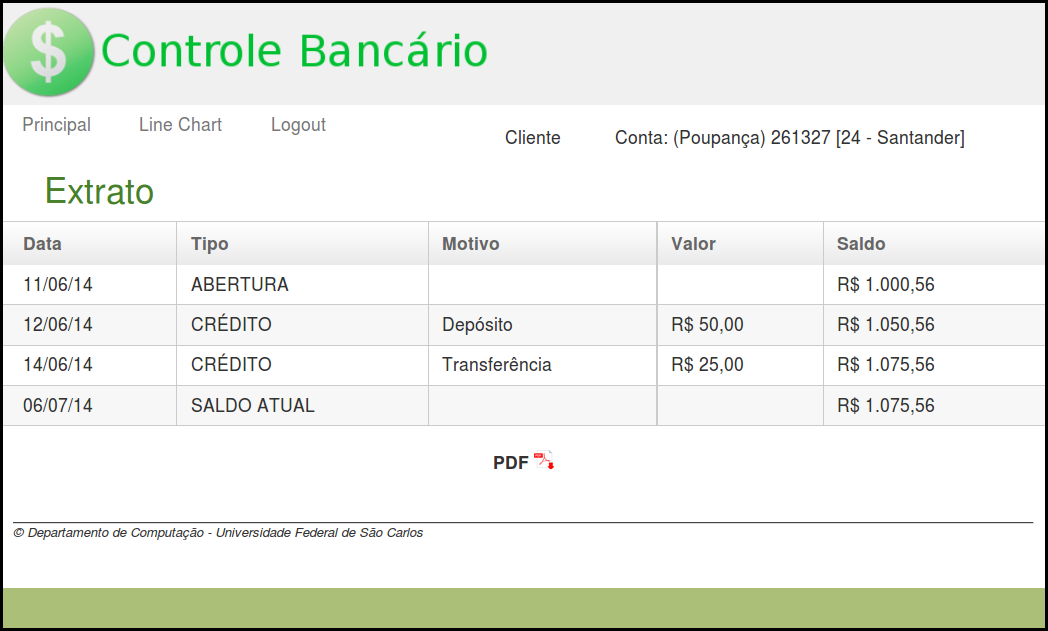 $ Controle Bancário
Principal Line Chart Logout
Cliente Conta: (Poupança) 261327 [24 - Santander]
Extrato
Data Tipo Motivo Valor Saldo
11/06/14 ABERTURA R$ 1.000,56
12/06/14 CRÉDITO Depósito R$ 50,00 R$ 1.050,56
14/06/14 CRÉDITO Transferência R$ 25,00 R$ 1.075,56
06/07/14 SALDO ATUAL R$ 1.075,56
PDF
© Departamento de Computação - Universidade Federal de São Carlos